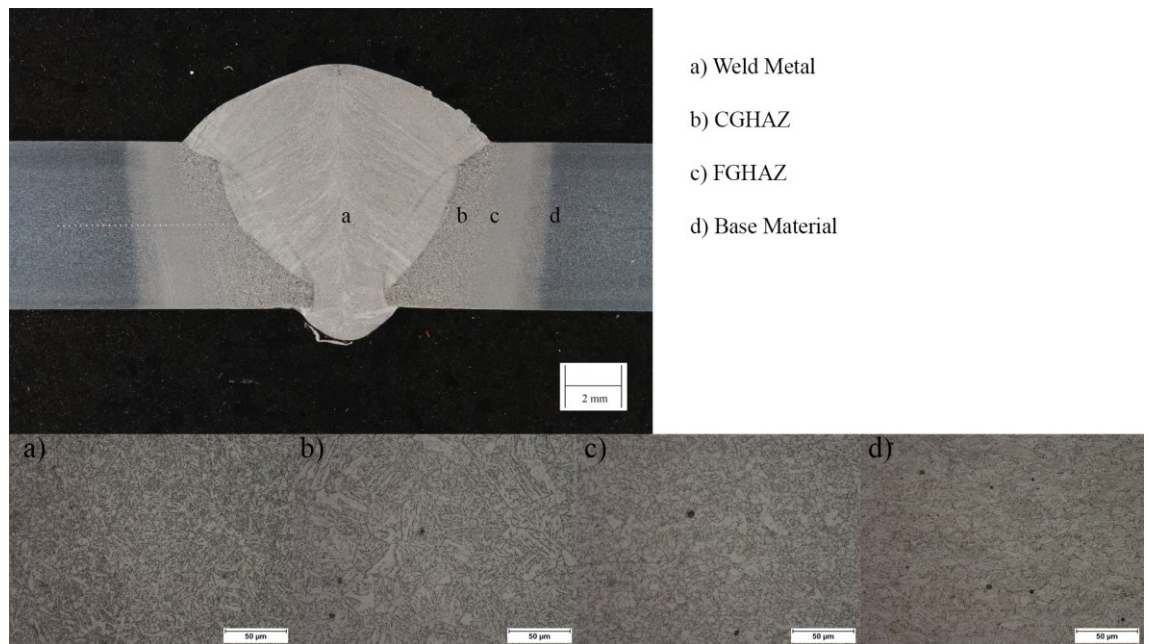 a) Weld Metal
b) CGHAZ
c) FGHAZ
d) Base Material
a b c d
2 mm
a) b) c) d)
50 µm 50 µm 50 µm 50 µm